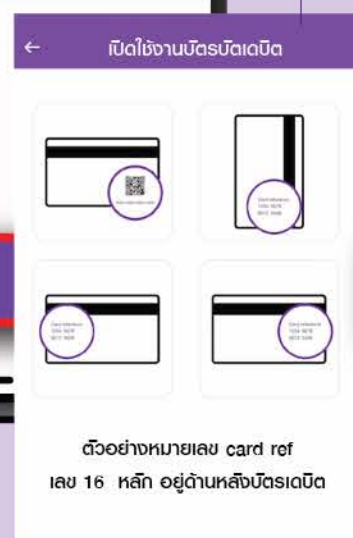 เปิดใช้งานบัตรบัตเดบิต
ตัวอย่างหมายเลข card ref
เลข 16 หลัก อยู่ด้านหลังบัตรเดบิต